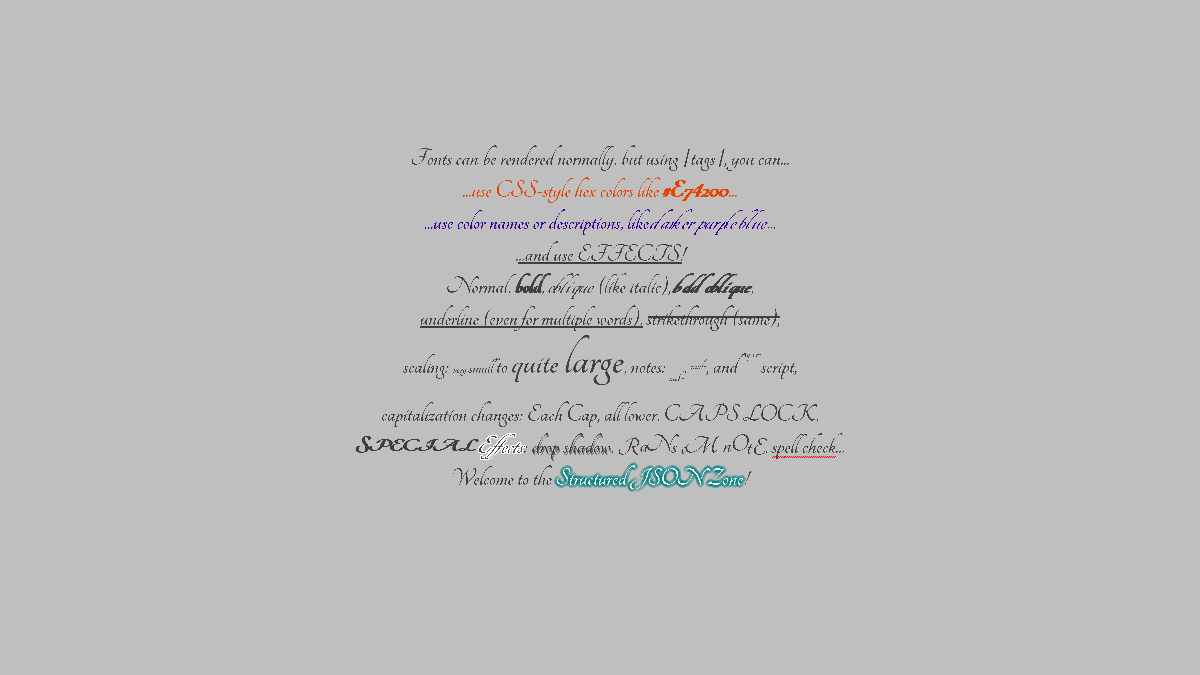 Fonts can be rendered normally, but using [tags], you can...
...use CSS-style hex colors like #E74200...
...use color names or descriptions, like darker purple blue...
...and use EFFECTS!
Normal, bold, oblique (like italic), bold oblique,
underline (even for multiple words), strikethrough (same),
scaling: very small to quite large, notes: and script,
capitalization changes: Each Cap, all lower, CAPS LOCK,
SPECIAL Effects: drop shadow, RaNsOM nOtE, spell check...
Welcome to the Structured JSON Zone!